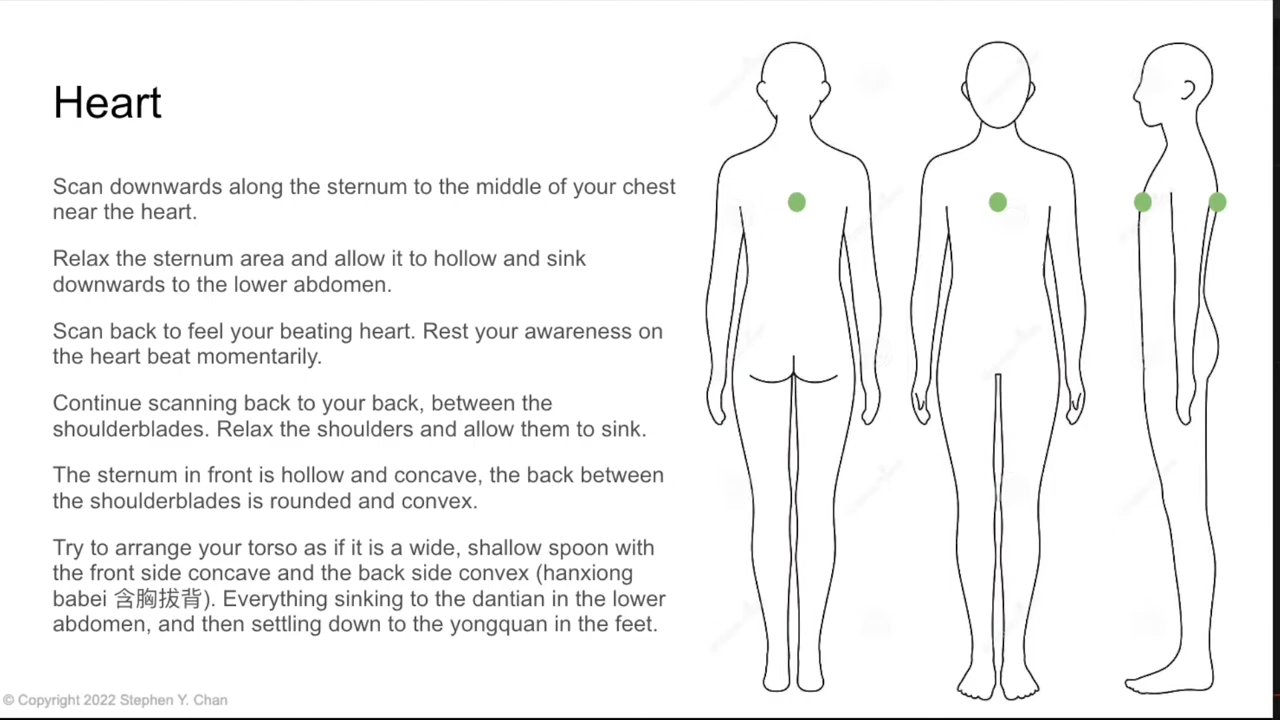 Heart
Scan downwards along the sternum to the middle of your chest
near the heart.
Relax the sternum area and allow it to hollow and sink
downwards to the lower abdomen.
Scan back to feel your beating heart. Rest your awareness on
the heart beat momentarily.
Continue scanning back to your back, between the
shoulderblades. Relax the shoulders and allow them to sink.
The sternum in front is hollow and concave, the back between
the shoulderblades is rounded and convex.
Try to arrange your torso as if it is a wide, shallow spoon with
the front side concave and the back side convex (hanxiong
babei 含胸拔背). Everything sinking to the dantian in the lower
abdomen, and then settling down to the yongquan in the feet.
© Copyright 2022 Stephen Y. Chan